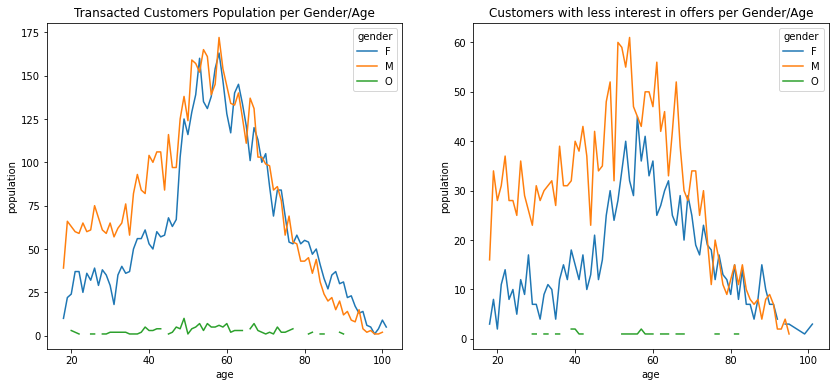 Transacted Customers Population per Gender/Age
gender
F
M
O
population
175
150
125
100
75
50
25
0
20
40
60
80
100
age
Customers with less interest in offers per Gender/Age
gender
F
M
O
population
60
50
40
30
20
10
0
20
40
60
80
100
age